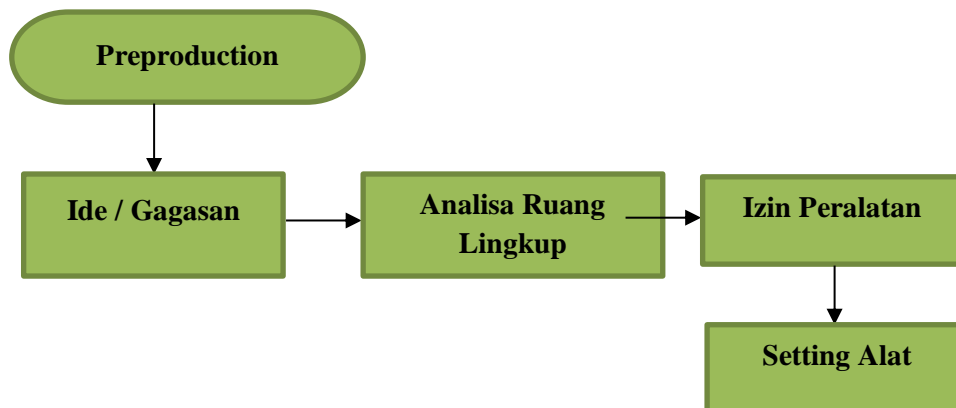 Preproduction
Ide / Gagasan
Analisa Ruang
Lingkup
Izin Peralatan
Setting Alat